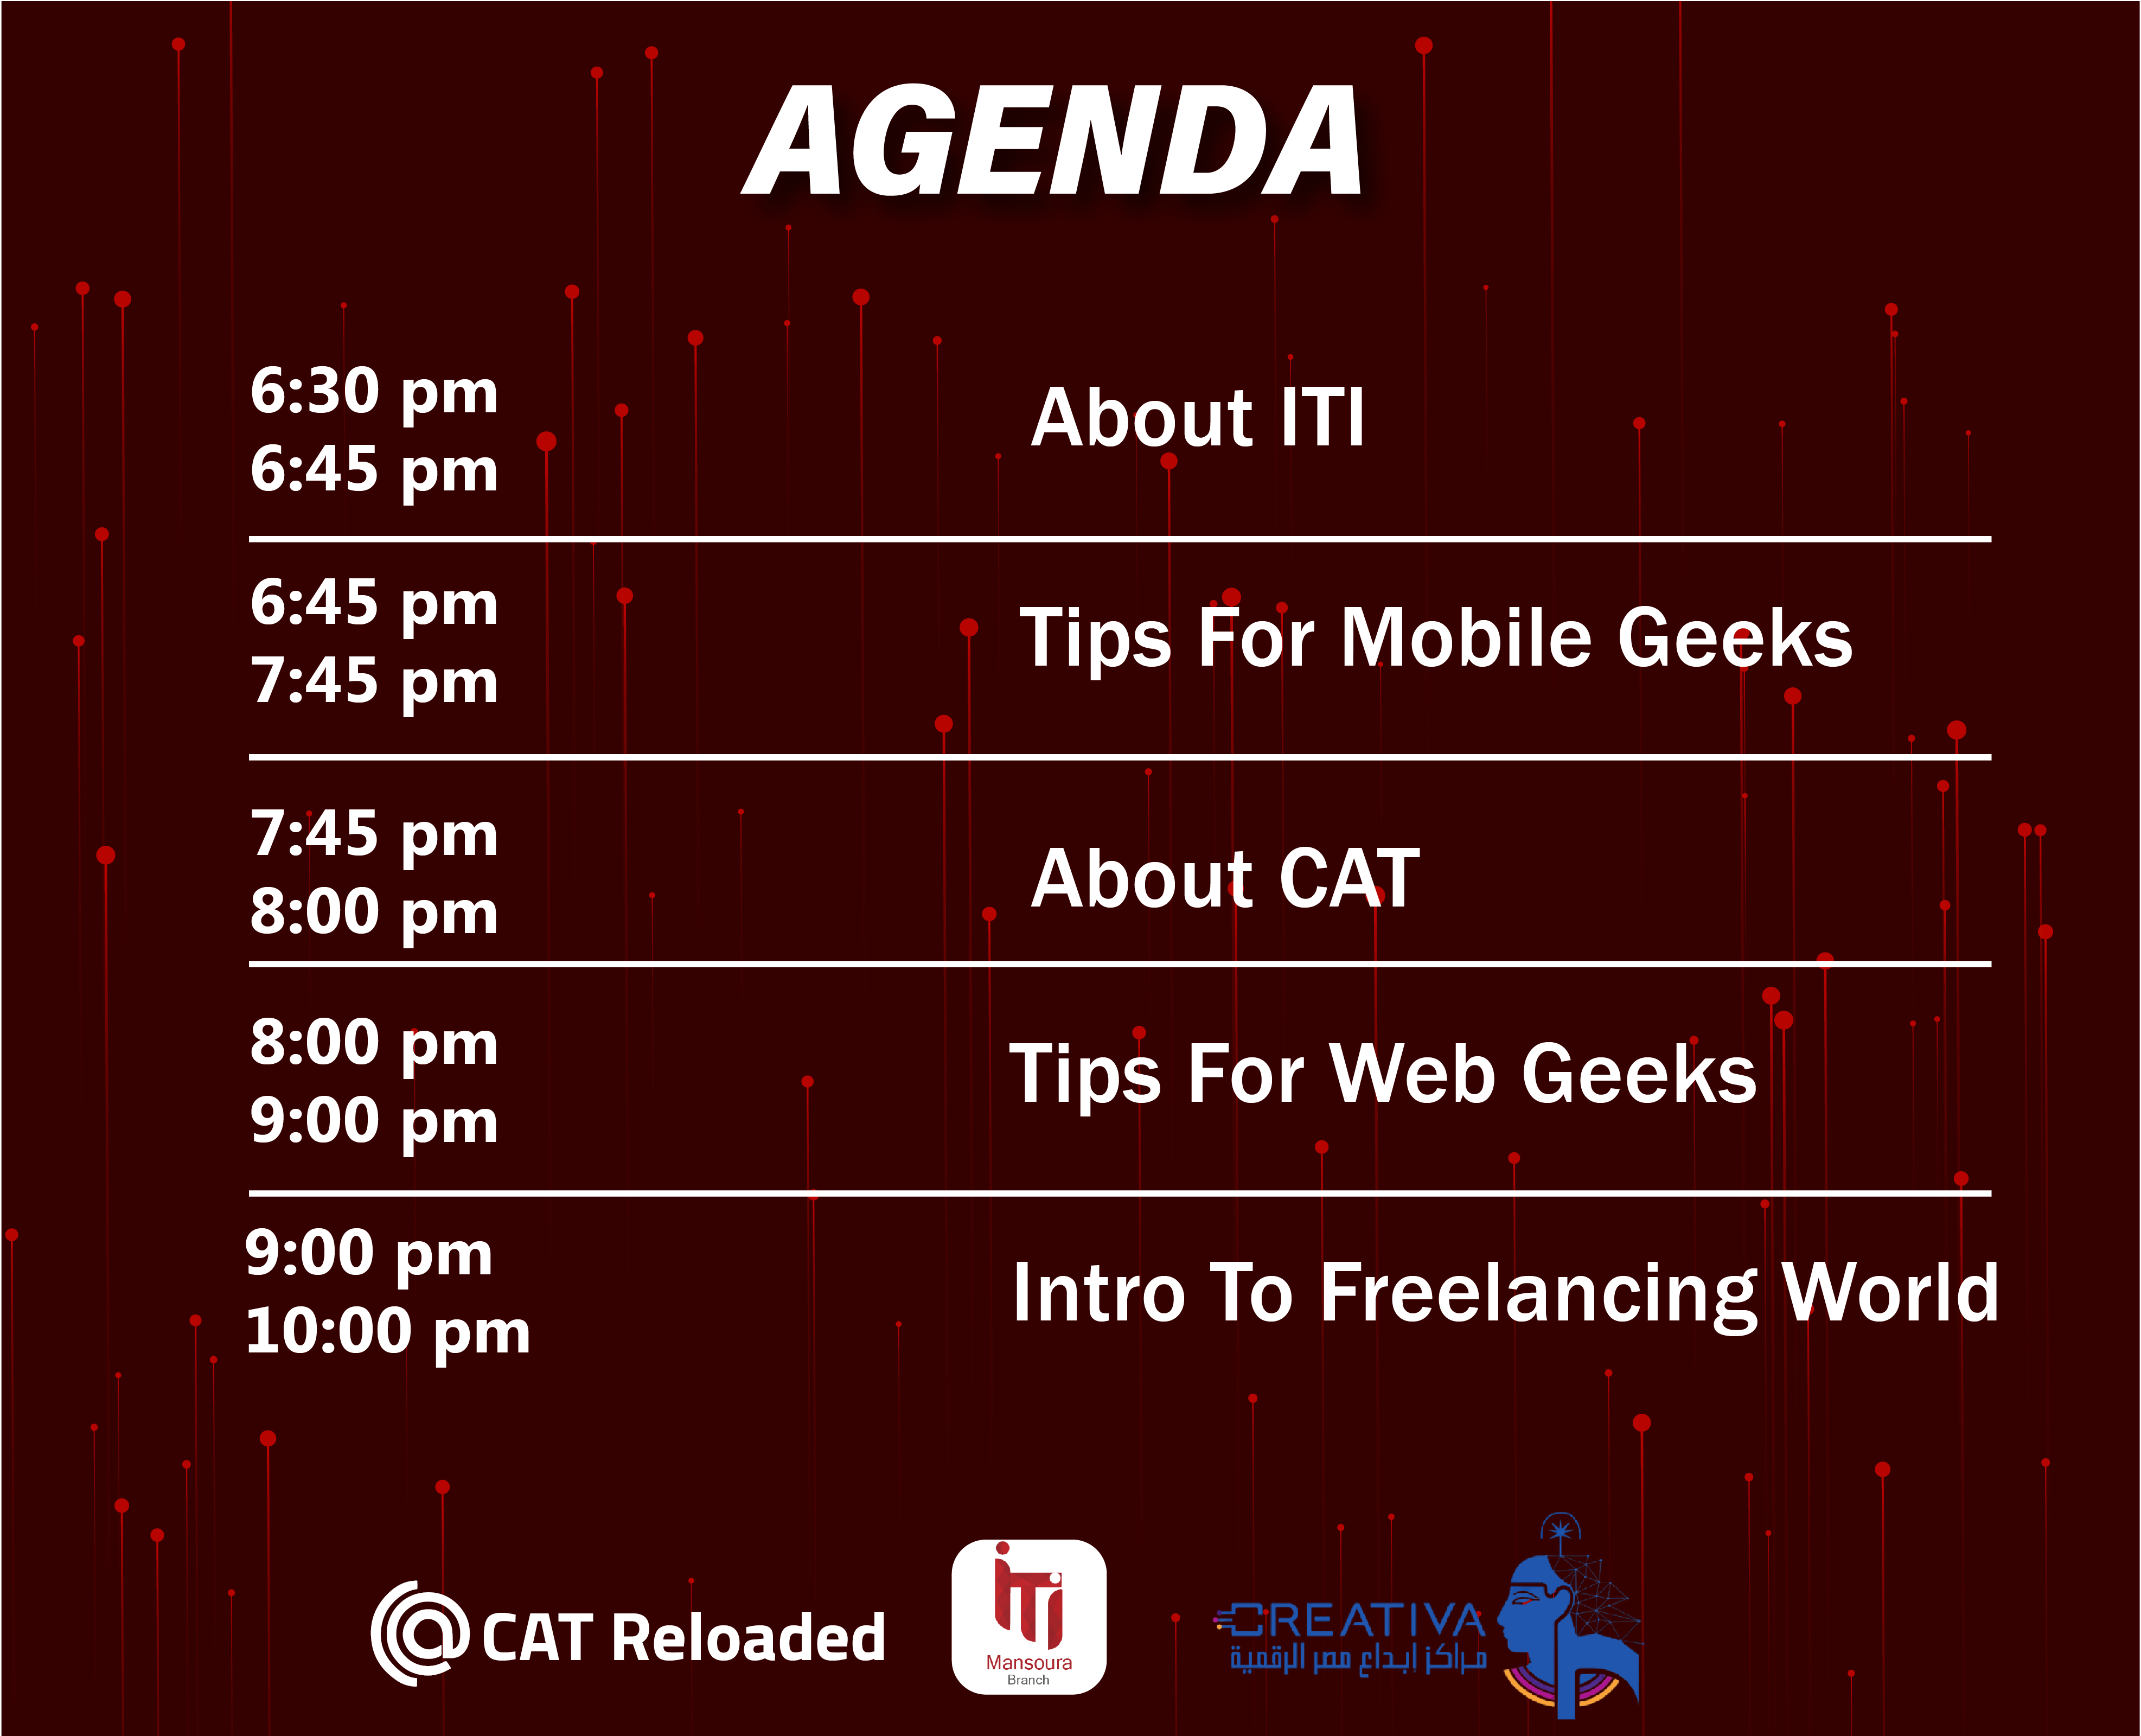 AGENDA
6:30 pm
6:45 pm
About ITI
6:45 pm
7:45 pm
Tips For Mobile Geeks
7:45 pm
8:00 pm
About CAT
8:00 pm
9:00 pm
Tips For Web Geeks
9:00 pm
10:00 pm
Intro To Freelancing World
CAT Reloaded
iTi
Mansoura
Branch
CREATIVA
مراكز إبداع مصر الرقمية